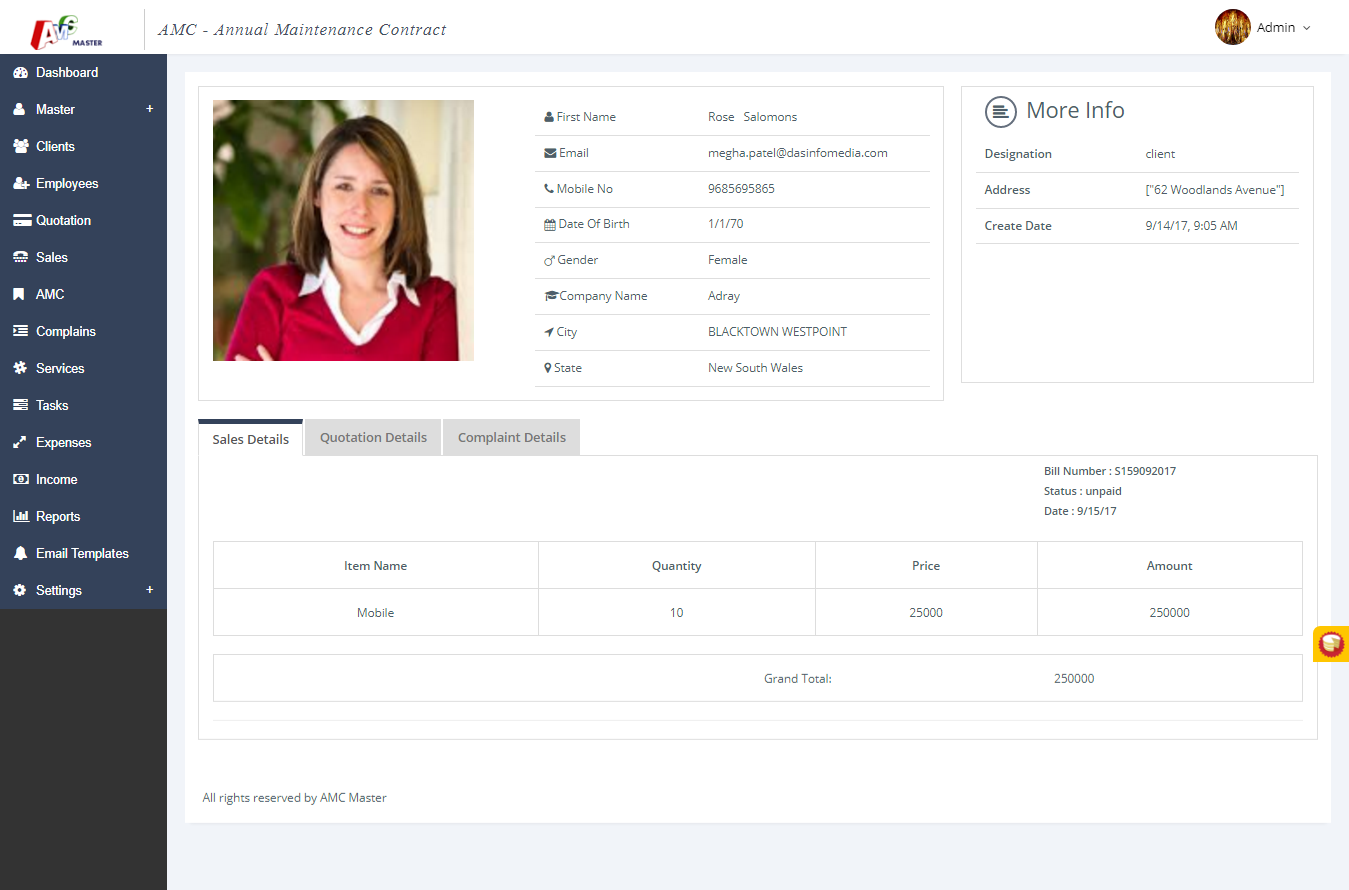 AMC MASTER
AMC - Annual Maintenance Contract
Admin
Dashboard
Master +
Clients
Employees
Quotation
Sales
AMC
Complains
Services
Tasks
Expenses
Income
Reports
Email Templates
Settings +
First Name Rose Salomons
Email megha.patel@dasinfomedia.com
Mobile No 9685695865
Date Of Birth 1/1/70
Gender Female
Company Name Adray
City BLACKTOWN WESTPOINT
State New South Wales
More Info
Designation client
Address ["62 Woodlands Avenue"]
Create Date 9/14/17, 9:05 AM
Sales Details Quotation Details Complaint Details
Bill Number : S159092017
Status : unpaid
Date : 9/15/17
Item Name Quantity Price Amount
Mobile 10 25000 250000
Grand Total: 250000
All rights reserved by AMC Master